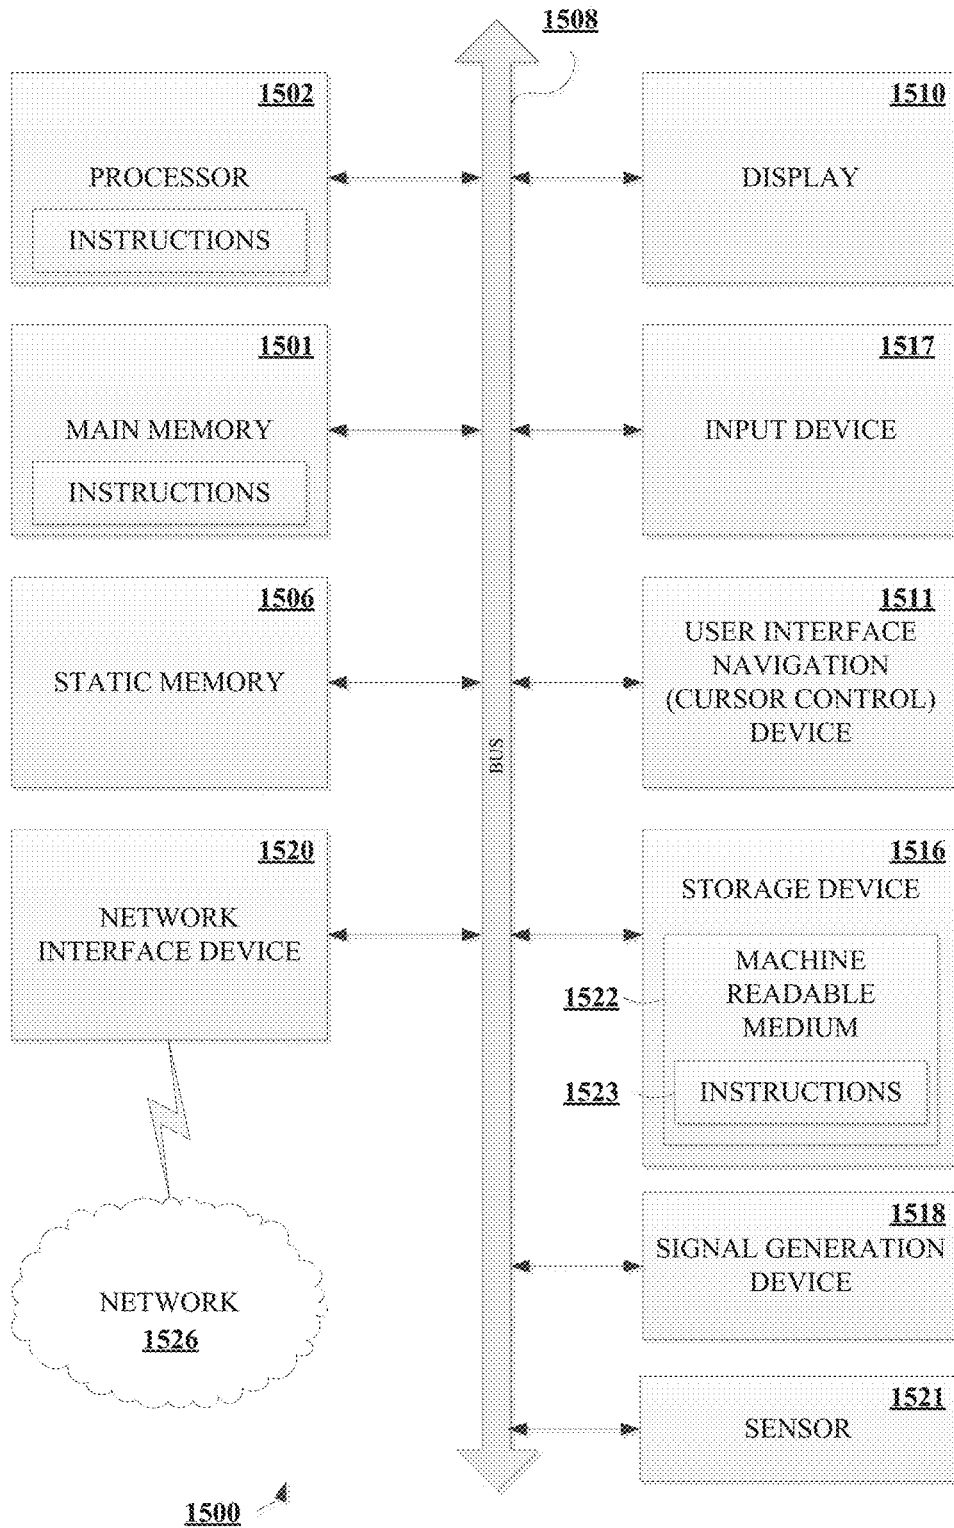 1508
1502
PROCESSOR
INSTRUCTIONS
1510
DISPLAY
1501
MAIN MEMORY
INSTRUCTIONS
1517
INPUT DEVICE
1506
STATIC MEMORY
1511
USER INTERFACE
NAVIGATION
(CURSOR CONTROL)
DEVICE
BUS
1520
NETWORK
INTERFACE DEVICE
1516
STORAGE DEVICE
MACHINE
READABLE
MEDIUM
1522
INSTRUCTIONS
1523
1518
SIGNAL GENERATION
DEVICE
NETWORK
1526
1521
SENSOR
1500